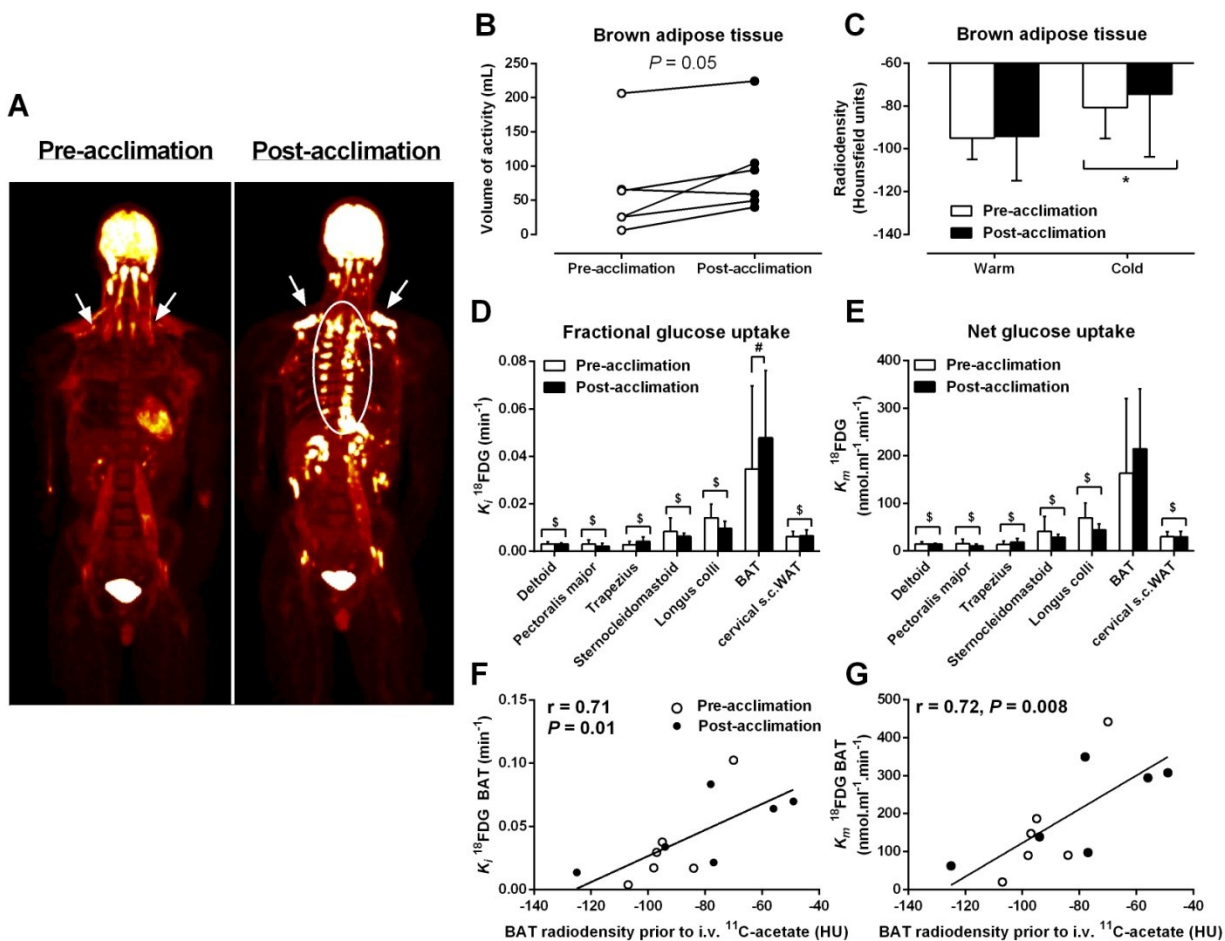 A
Pre-acclimation
Post-acclimation
B
Brown adipose tissue
P = 0.05
Volume of activity (mL)
250
200
150
100
50
0
Pre-acclimation
Post-acclimation
C
Brown adipose tissue
Radiodensity
(Hounsfield units)
-60
-80
-100
-120
-140
*
Pre-acclimation
Post-acclimation
Warm
Cold
D
Fractional glucose uptake
Kᵢ ¹⁸FDG (min⁻¹)
0.08
0.06
0.04
0.02
0.00
Pre-acclimation
Post-acclimation
#
$
$
$
$
$
$
Deltoid
Pectoralis major
Trapezius
Sternocleidomastoid
Longus colli
BAT
cervical s.c.WAT
E
Net glucose uptake
Kₘ ¹⁸FDG
(nmol.ml⁻¹.min⁻¹)
400
300
200
100
0
Pre-acclimation
Post-acclimation
$
$
$
$
$
$
Deltoid
Pectoralis major
Trapezius
Sternocleidomastoid
Longus colli
BAT
cervical s.c.WAT
F
r = 0.71
P = 0.01
Pre-acclimation
Post-acclimation
Kᵢ ¹⁸FDG BAT (min⁻¹)
0.15
0.10
0.05
0.00
-140
-120
-100
-80
-60
-40
BAT radiodensity prior to i.v. ¹¹C-acetate (HU)
G
r = 0.72, P = 0.008
Kₘ ¹⁸FDG BAT
(nmol.ml⁻¹.min⁻¹)
500
400
300
200
100
0
-140
-120
-100
-80
-60
-40
BAT radiodensity prior to i.v. ¹¹C-acetate (HU)